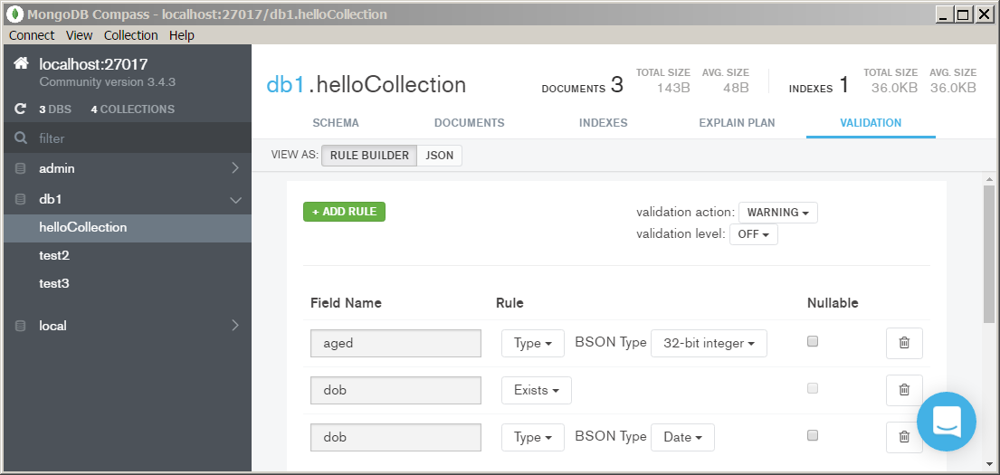 MongoDB Compass - localhost:27017/db1.helloCollection
Connect View Collection Help
localhost:27017
Community version 3.4.3
3 DBS 4 COLLECTIONS
filter
admin
db1
helloCollection
test2
test3
local
db1.helloCollection
DOCUMENTS 3 TOTAL SIZE 143B AVG. SIZE 48B
INDEXES 1 TOTAL SIZE 36.0KB AVG. SIZE 36.0KB
SCHEMA DOCUMENTS INDEXES EXPLAIN PLAN VALIDATION
VIEW AS: RULE BUILDER JSON
+ ADD RULE
validation action: WARNING
validation level: OFF
Field Name Rule Nullable
aged Type BSON Type 32-bit integer
dob Exists
dob Type BSON Type Date